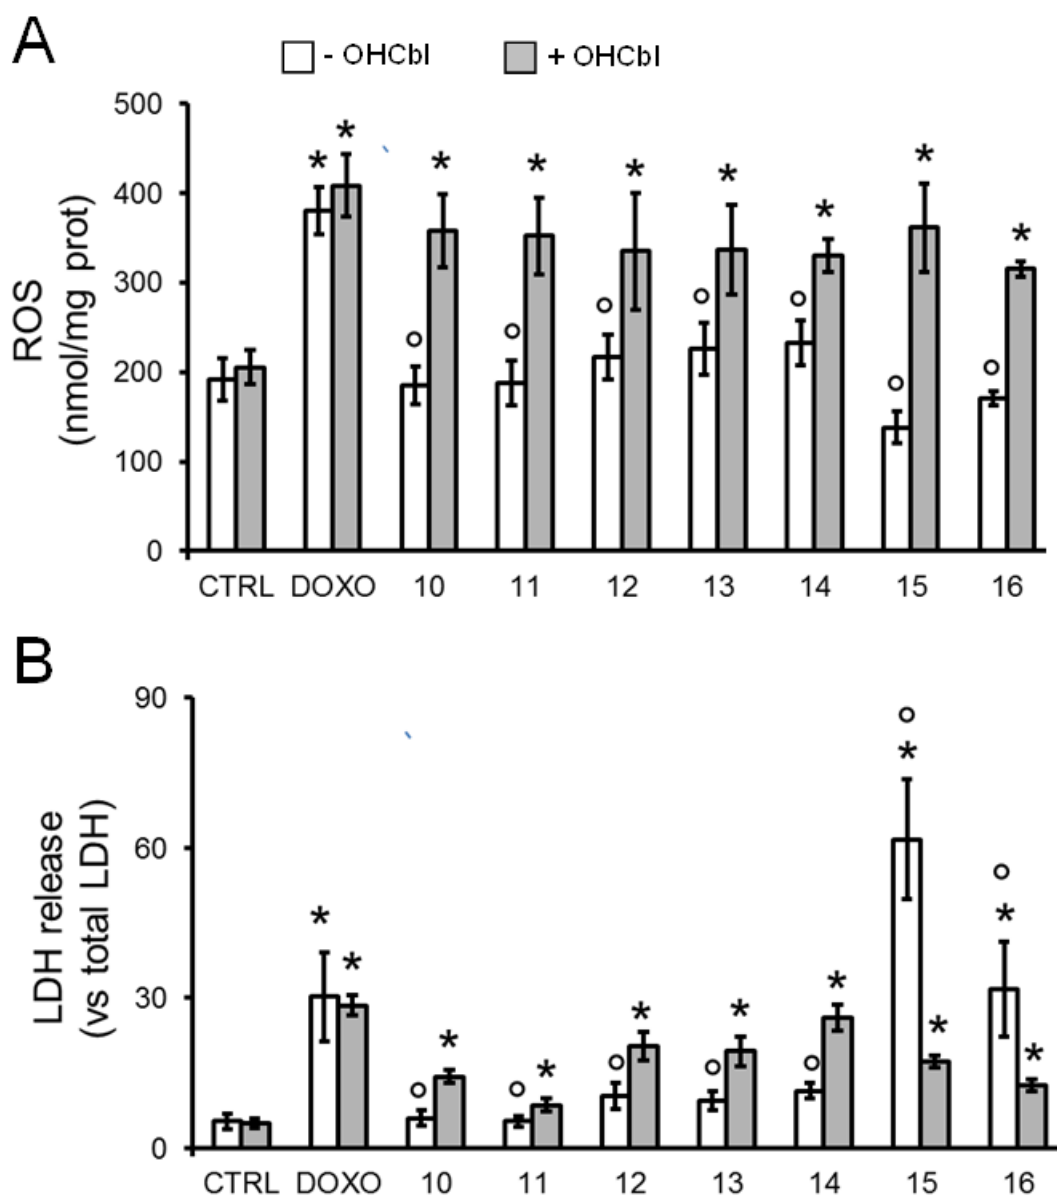 A
- OHCbl
+ OHCbl
500
400
300
200
100
0
ROS
(nmol/mg prot)
* * * * * * * * *
° ° ° ° ° ° °
CTRL DOXO 10 11 12 13 14 15 16
B
90
60
30
0
LDH release
(vs total LDH)
* * * * * * * * * * *
° ° ° ° ° ° °
CTRL DOXO 10 11 12 13 14 15 16